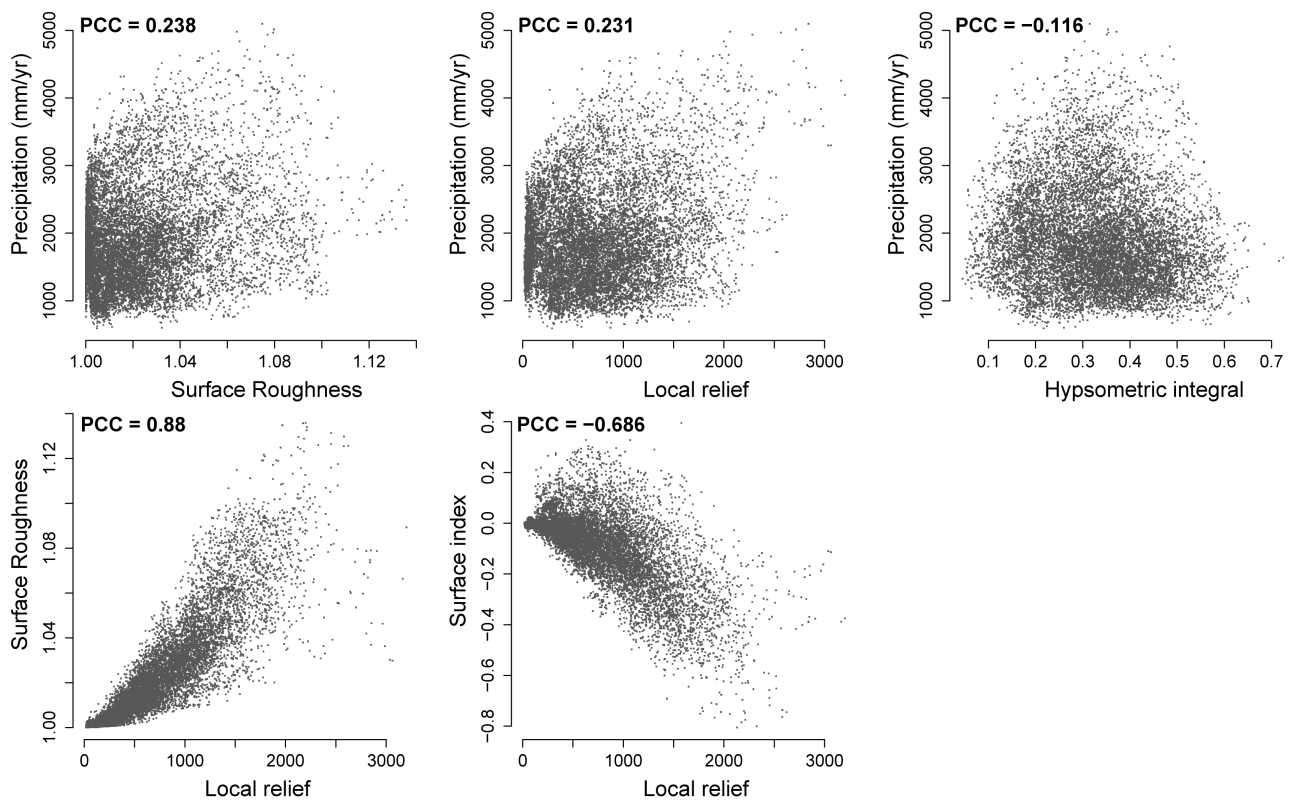 PCC = 0.238
Precipitation (mm/yr)
5000
4000
3000
2000
1000
1.00 1.04 1.08 1.12
Surface Roughness
PCC = 0.231
Precipitation (mm/yr)
5000
4000
3000
2000
1000
0 1000 2000 3000
Local relief
PCC = −0.116
Precipitation (mm/yr)
5000
4000
3000
2000
1000
0.1 0.2 0.3 0.4 0.5 0.6 0.7
Hypsometric integral
PCC = 0.88
Surface Roughness
1.12
1.08
1.04
1.00
0 1000 2000 3000
Local relief
PCC = −0.686
Surface index
0.4
0.2
0.0
−0.2
−0.4
−0.6
−0.8
0 1000 2000 3000
Local relief